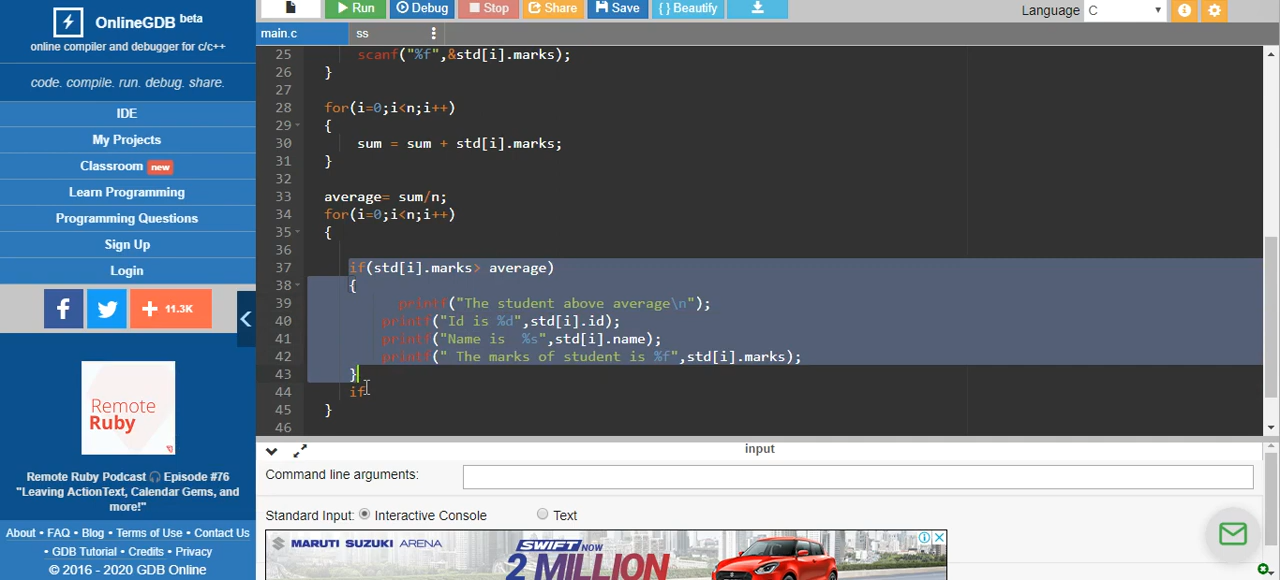 OnlineGDB beta
online compiler and debugger for c/c++
code. compile. run. debug. share.
IDE
My Projects
Classroom new
Learn Programming
Programming Questions
Sign Up
Login
f
+ 11.3K
Remote
Ruby
Remote Ruby Podcast 🎧 Episode #76
"Leaving ActionText, Calendar Gems, and
more!"
About • FAQ • Blog • Terms of Use • Contact Us
• GDB Tutorial • Credits • Privacy
© 2016 - 2020 GDB Online
Run Debug Stop Share Save { } Beautify
Language C
main.c ss
25 scanf("%f",&std[i].marks);
26 }
27
28 for(i=0;i<n;i++)
29 {
30 sum = sum + std[i].marks;
31 }
32
33 average= sum/n;
34 for(i=0;i<n;i++)
35 {
36
37 if(std[i].marks> average)
38 {
39 printf("The student above average\n");
40 printf("Id is %d",std[i].id);
41 printf("Name is  %s",std[i].name);
42 printf(" The marks of student is %f",std[i].marks);
43 }
44 if
45 }
46
input
Command line arguments:
Standard Input: Interactive Console Text
MARUTI SUZUKI ARENA
SWIFT NOW
2 MILLION